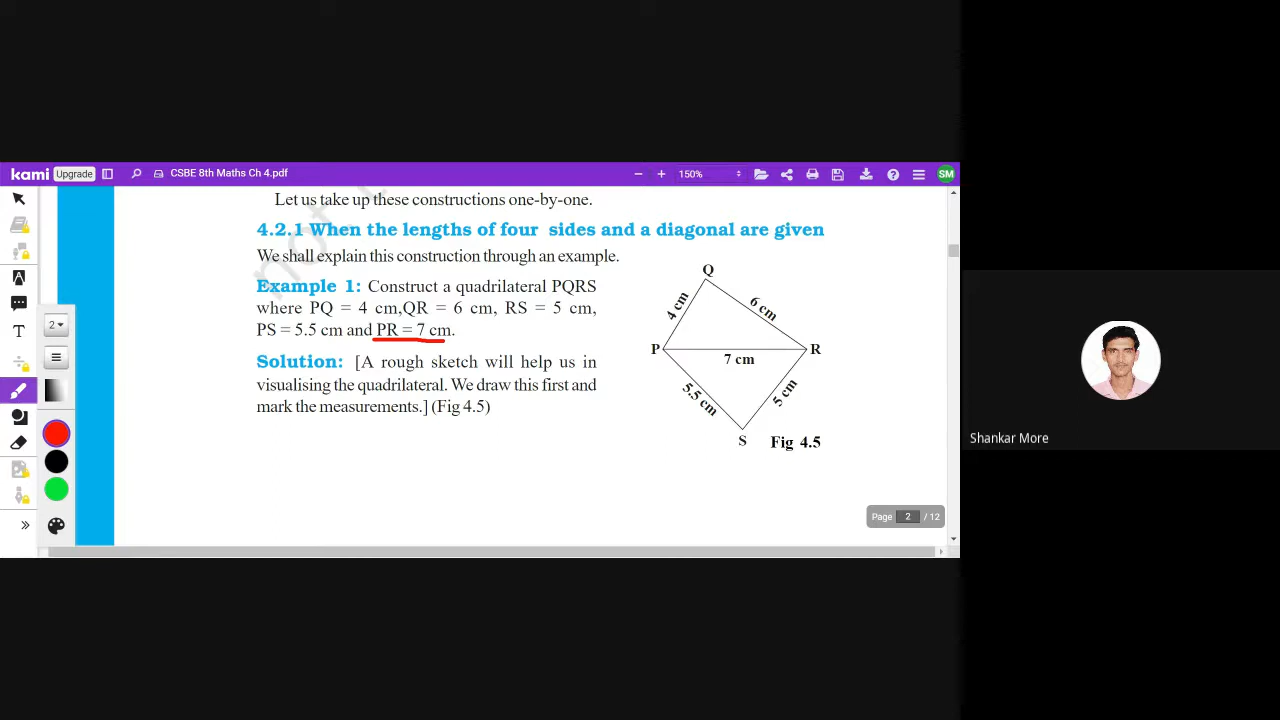 kami Upgrade CSBE 8th Maths Ch 4.pdf 150% SM
Let us take up these constructions one-by-one.
4.2.1 When the lengths of four sides and a diagonal are given
We shall explain this construction through an example.
Example 1: Construct a quadrilateral PQRS
where PQ = 4 cm,QR = 6 cm, RS = 5 cm,
PS = 5.5 cm and PR = 7 cm.
Solution: [A rough sketch will help us in
visualising the quadrilateral. We draw this first and
mark the measurements.] (Fig 4.5)
Q
4 cm
6 cm
P
R
7 cm
5.5 cm
5 cm
S
Fig 4.5
not
A
T
2
Page 2 / 12
Shankar More